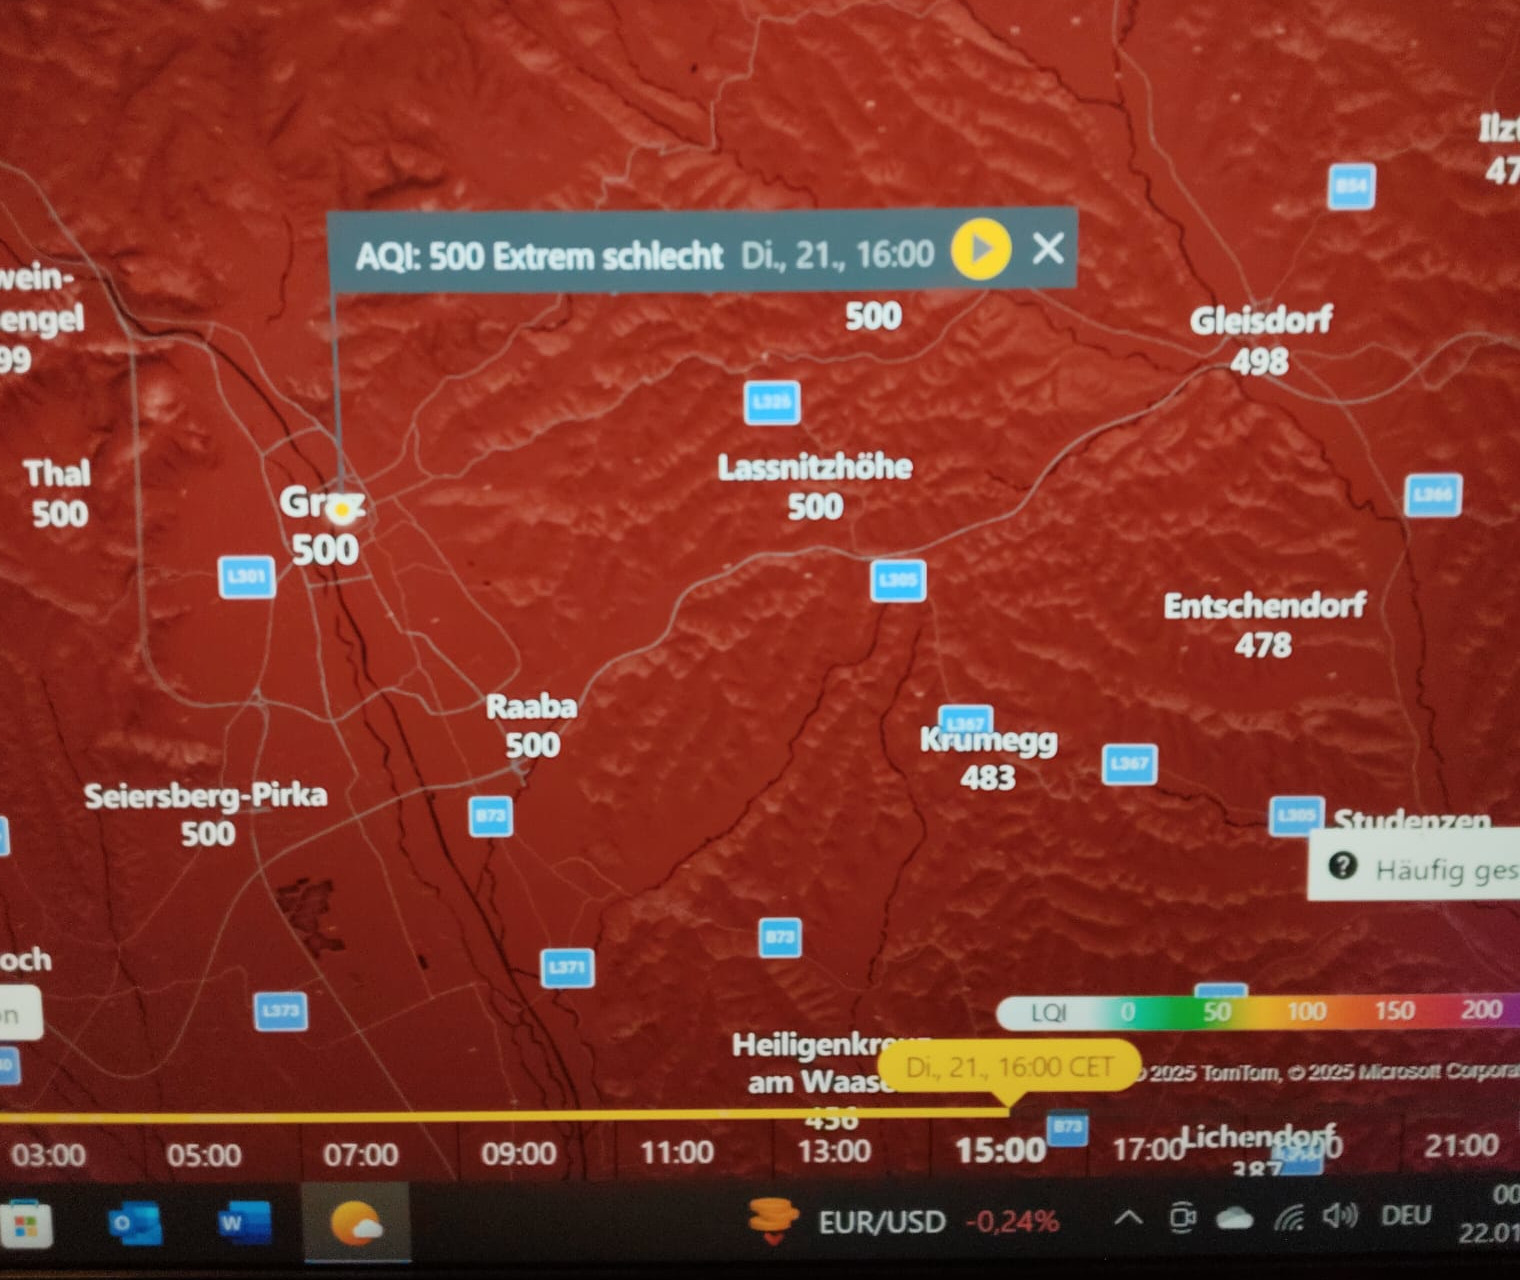 Ilz
47
B54
AQI: 500 Extrem schlecht Di., 21., 16:00
wein-
engel
99
500
Gleisdorf
498
L325
Thal
500
Lassnitzhöhe
500
L366
Graz
500
L301
L305
Entschendorf
478
Raaba
500
L367
Krumegg
483
L367
Seiersberg-Pirka
500
B73
L305
Studenzen
? Häufig ges
B73
och
L371
on
L373
LQI 0 50 100 150 200
Heiligenkre
am Waase
456
Di., 21., 16:00 CET
© 2025 TomTom, © 2025 Microsoft Corpora
B73
Lichendorf
387
03:00 05:00 07:00 09:00 11:00 13:00 15:00 17:00 19:00 21:00
W
EUR/USD -0,24%
DEU
00
22.01